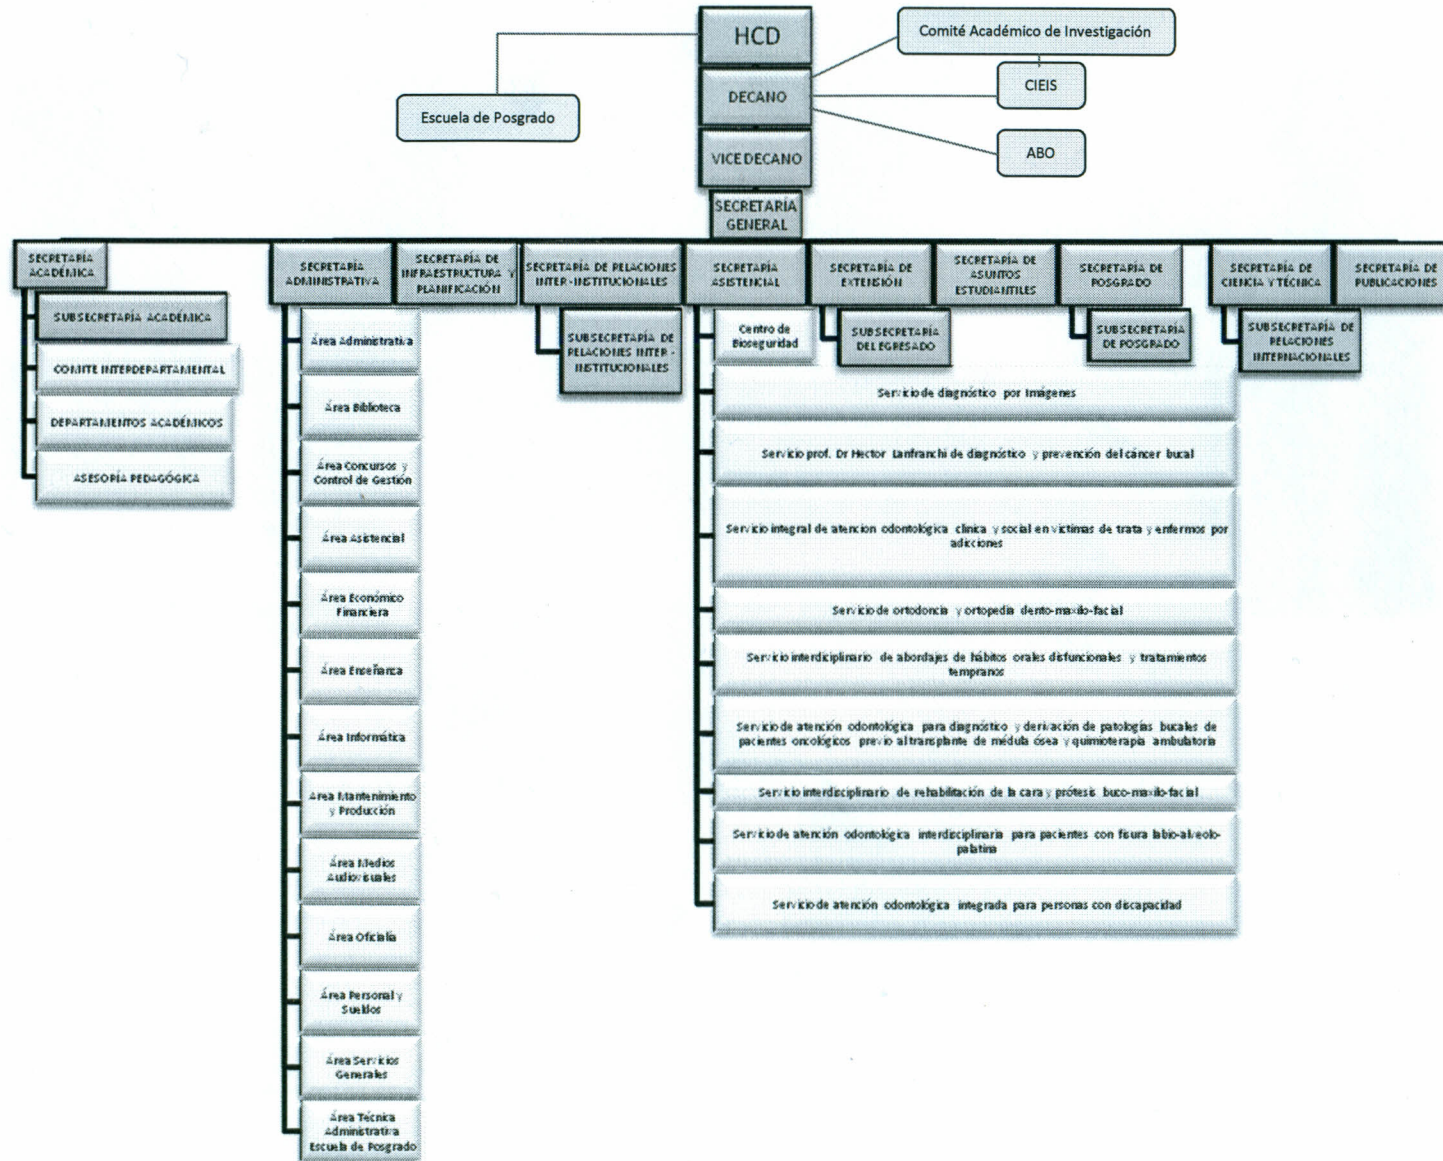 HCD
Comité Académico de Investigación
DECANO
CIEIS
Escuela de Posgrado
VICEDECANO
ABO
SECRETARÍA
GENERAL
SECRETARÍA
ACADÉMICA
SUBSECRETARÍA ACADÉMICA
COMITE INTERDEPARTAMENTAL
DEPARTAMENTOS ACADÉMICOS
ASESORÍA PEDAGÓGICA
SECRETARÍA
ADMINISTRATIVA
Área Administrativa
Área Biblioteca
Área Concursos y
Control de Gestión
Área Asistencial
Área Económico
Financiera
Área Enseñanza
Área Informática
Área Mantenimiento
y Producción
Área Medios
Audiovisuales
Área Oficialía
Área Personal y
Sueldos
Área Servicios
Generales
Área Técnica
Administrativa
Escuela de Posgrado
SECRETARÍA DE
INFRAESTRUCTURA Y
PLANIFICACIÓN
SECRETARÍA DE RELACIONES
INTER-INSTITUCIONALES
SUBSECRETARÍA DE
RELACIONES INTER -
INSTITUCIONALES
SECRETARÍA
ASISTENCIAL
Centro de
Bioseguridad
Servicio de diagnóstico por Imágenes
Servicio prof. Dr Hector Lanfranchi de diagnóstico y prevención del cáncer bucal
Servicio integral de atencion odontológica clinica y social en victimas de trata y enfermos por
adicciones
Servicio de ortodoncia y ortopedia dento-maxilo-facial
Servicio interdiciplinario de abordajes de hábitos orales disfuncionales y tratamientos
tempranos
Servicio de atención odontológica para diagnóstico y derivación de patologías bucales de
pacientes oncológicos previo al transplante de médula ósea y quimioterapia ambulatoria
Servicio interdisciplinario de rehabilitación de la cara y prótesis buco-maxilo-facial
Servicio de atención odontológica interdisciplinaria para pacientes con fisura labio-alveolo-
palatina
Servicio de atención odontológica integrada para personas con discapacidad
SECRETARÍA DE
EXTENSIÓN
SUBSECRETARÍA
DEL EGRESADO
SECRETARÍA DE
ASUNTOS
ESTUDIANTILES
SECRETARÍA DE
POSGRADO
SUBSECRETARÍA
DE POSGRADO
SECRETARÍA DE
CIENCIA Y TÉCNICA
SUBSECRETARÍA DE
RELACIONES
INTERNACIONALES
SECRETARÍA DE
PUBLICACIONES